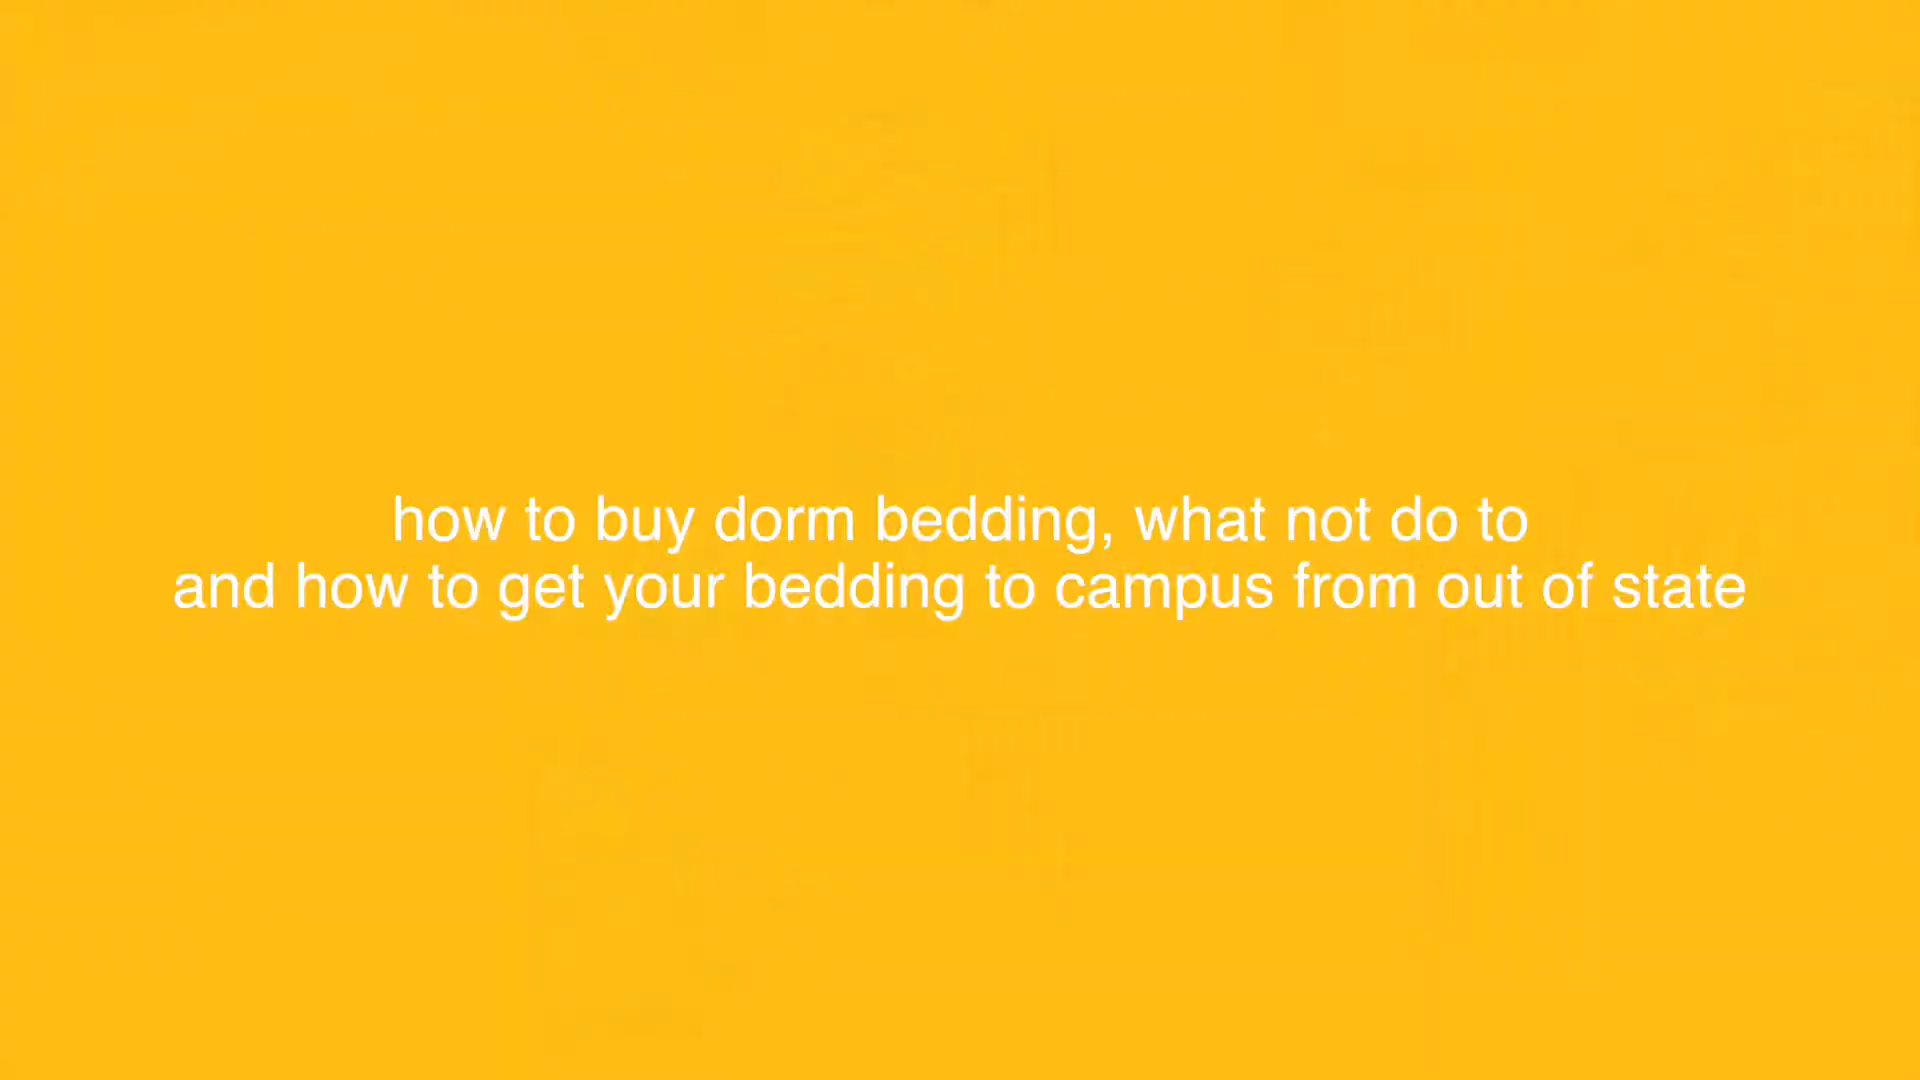 how to buy dorm bedding, what not do to
and how to get your bedding to campus from out of state